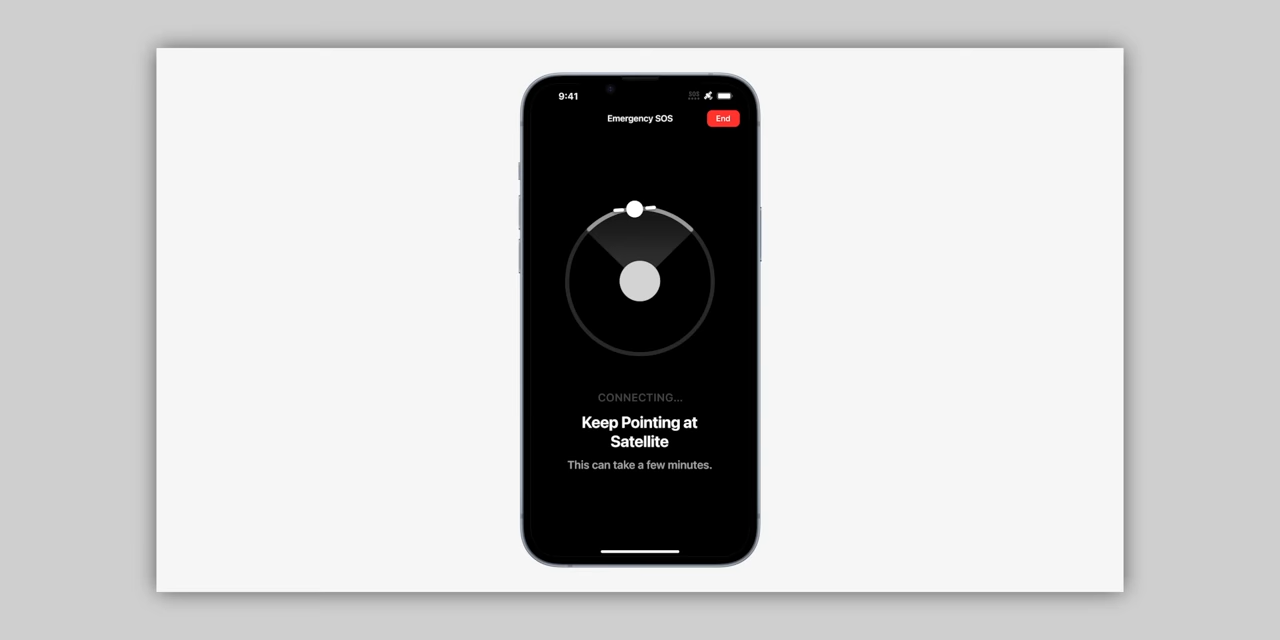 9:41
SOS
Emergency SOS
End
CONNECTING...
Keep Pointing at
Satellite
This can take a few minutes.